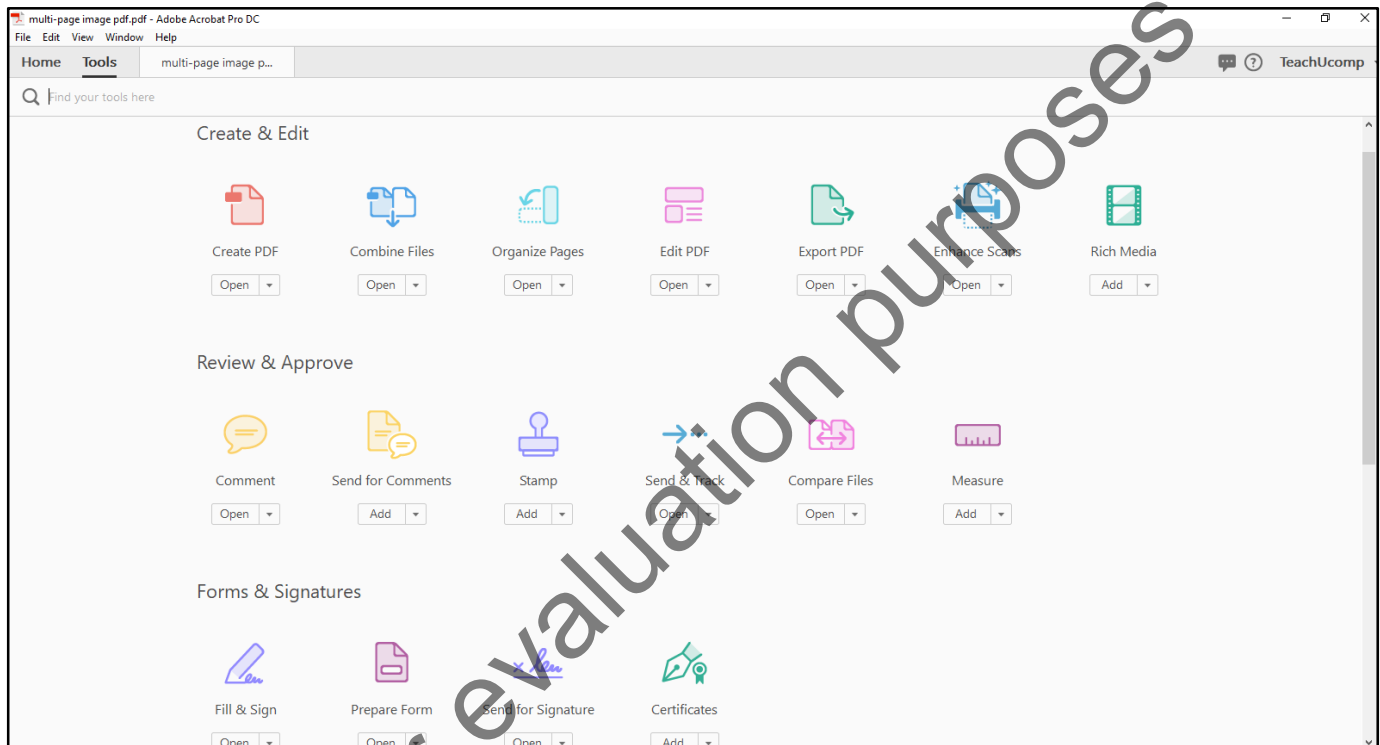 multi-page image pdf.pdf - Adobe Acrobat Pro DC
File Edit View Window Help
Home Tools multi-page image p... TeachUcomp
Find your tools here
Create & Edit
Create PDF Combine Files Organize Pages Edit PDF Export PDF Enhance Scans Rich Media
Open Open Open Open Open Open Add
Review & Approve
Comment Send for Comments Stamp Send & Track Compare Files Measure
Open Add Add Open Open Add
Forms & Signatures
Fill & Sign Prepare Form Send for Signature Certificates
Open Open Open Add
evaluation purposes